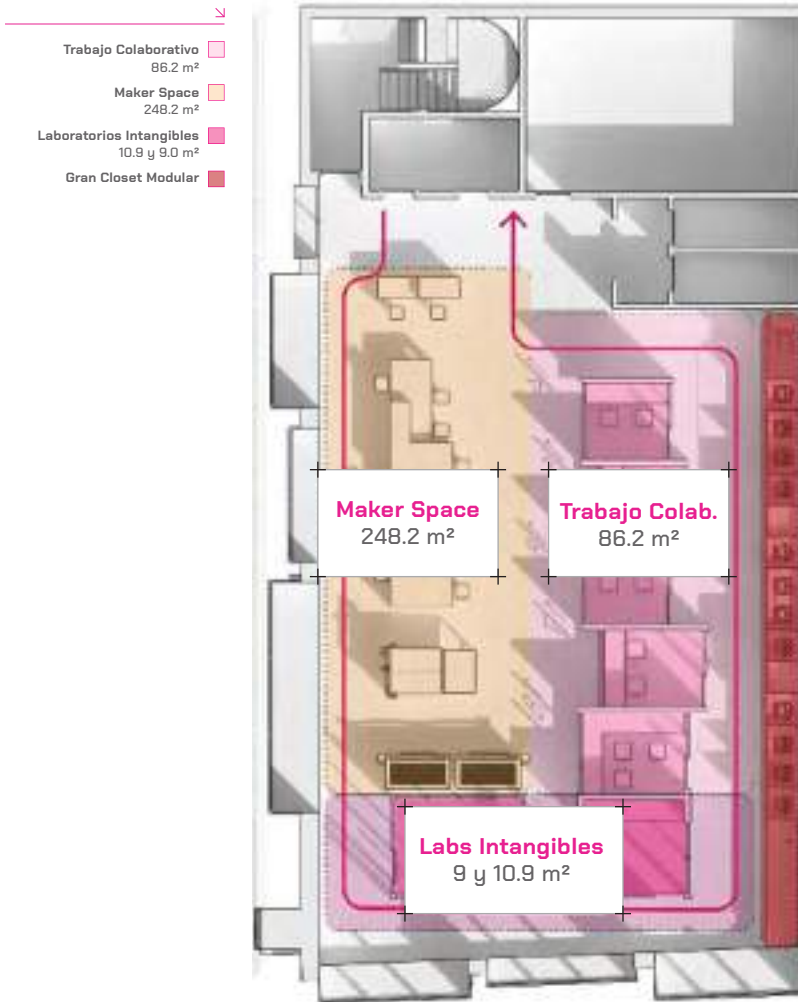 Trabajo Colaborativo
86.2 m²
Maker Space
248.2 m²
Laboratorios Intangibles
10.9 y 9.0 m²
Gran Closet Modular
Maker Space
248.2 m²
Trabajo Colab.
86.2 m²
Labs Intangibles
9 y 10.9 m²